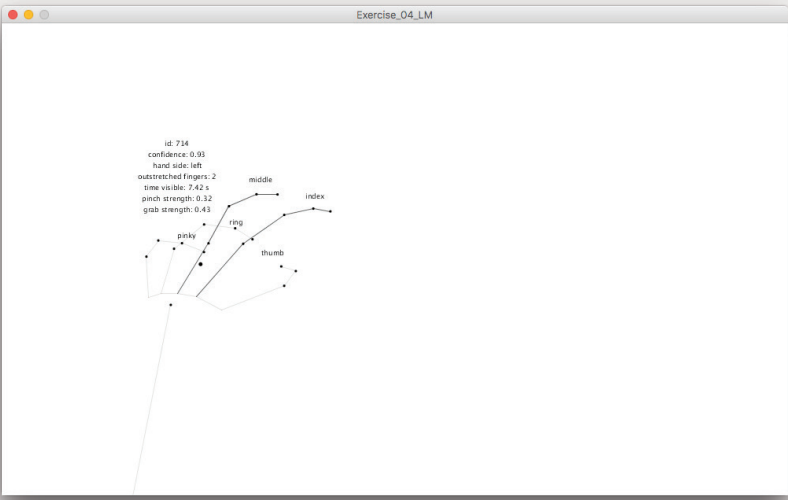 Exercise_04_LM
id: 714
confidence: 0.93
hand side: left
outstretched fingers: 2
time visible: 7.42 s
pinch strength: 0.32
grab strength: 0.43
middle
index
ring
pinky
thumb